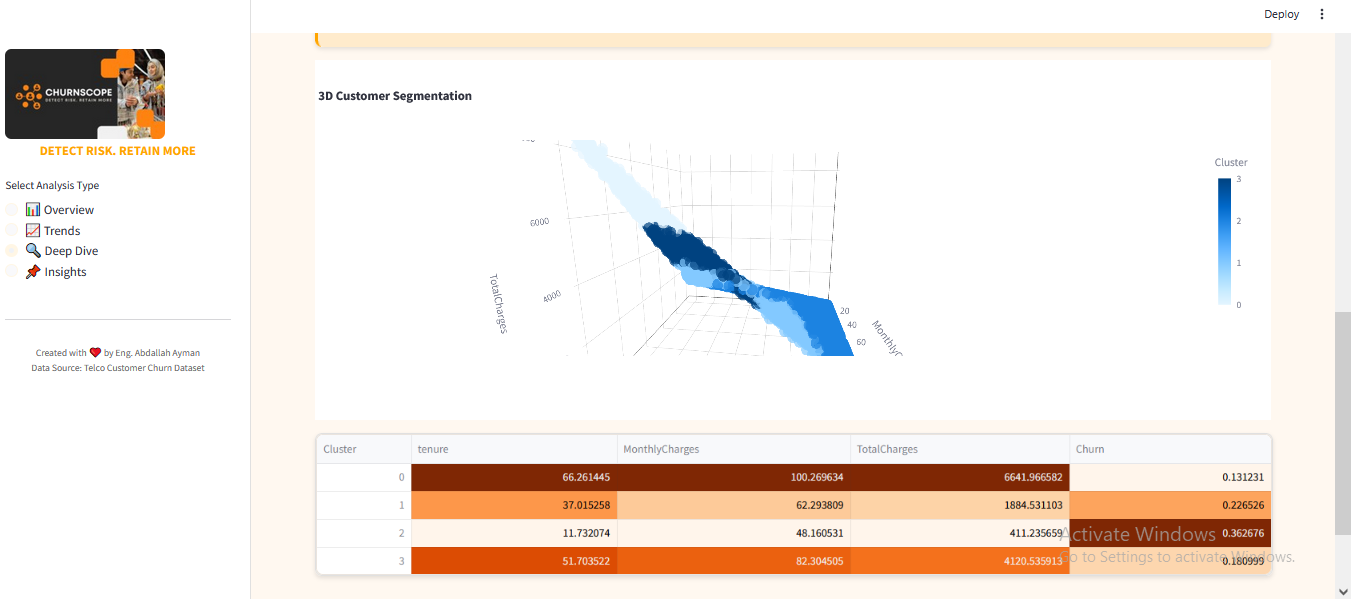 Deploy
CHURNSCOPE
DETECT RISK. RETAIN MORE
DETECT RISK. RETAIN MORE
Select Analysis Type
Overview
Trends
Deep Dive
Insights
Created with ❤️ by Eng. Abdallah Ayman
Data Source: Telco Customer Churn Dataset
3D Customer Segmentation
6000
4000
TotalCharges
20
40
60
Cluster
3
2
1
0
Cluster tenure MonthlyCharges TotalCharges Churn
0 66.261445 100.269634 6641.966582 0.131231
1 37.015258 62.293809 1884.531103 0.226526
2 11.732074 48.160531 411.235659 0.362676
3 51.703522 82.304505 4120.535913 0.180999
Activate Windows
Go to Settings to activate Windows.